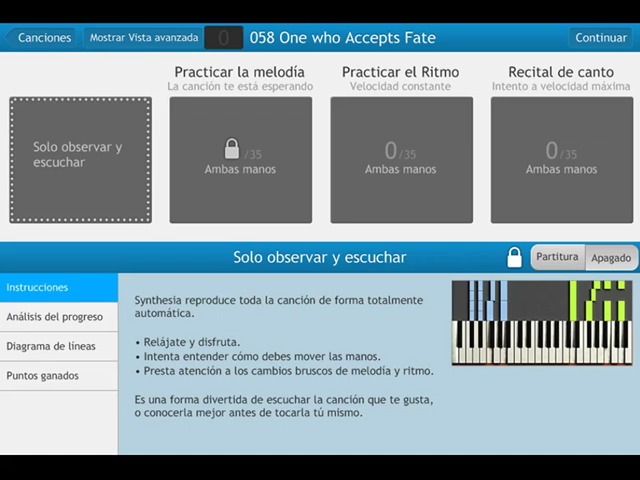 Canciones
Mostrar Vista avanzada
0
058 One who Accepts Fate
Continuar
Practicar la melodía
La canción te está esperando
Practicar el Ritmo
Velocidad constante
Recital de canto
Intento a velocidad máxima
Solo observar y
escuchar
/35
Ambas manos
0/35
Ambas manos
0/35
Ambas manos
Solo observar y escuchar
Partitura
Apagado
Instrucciones
Análisis del progreso
Diagrama de lineas
Puntos ganados
Synthesia reproduce toda la canción de forma totalmente
automática.
• Relájate y disfruta.
• Intenta entender cómo debes mover las manos.
• Presta atención a los cambios bruscos de melodía y ritmo.
Es una forma divertida de escuchar la canción que te gusta,
o conocerla mejor antes de tocarla tú mismo.